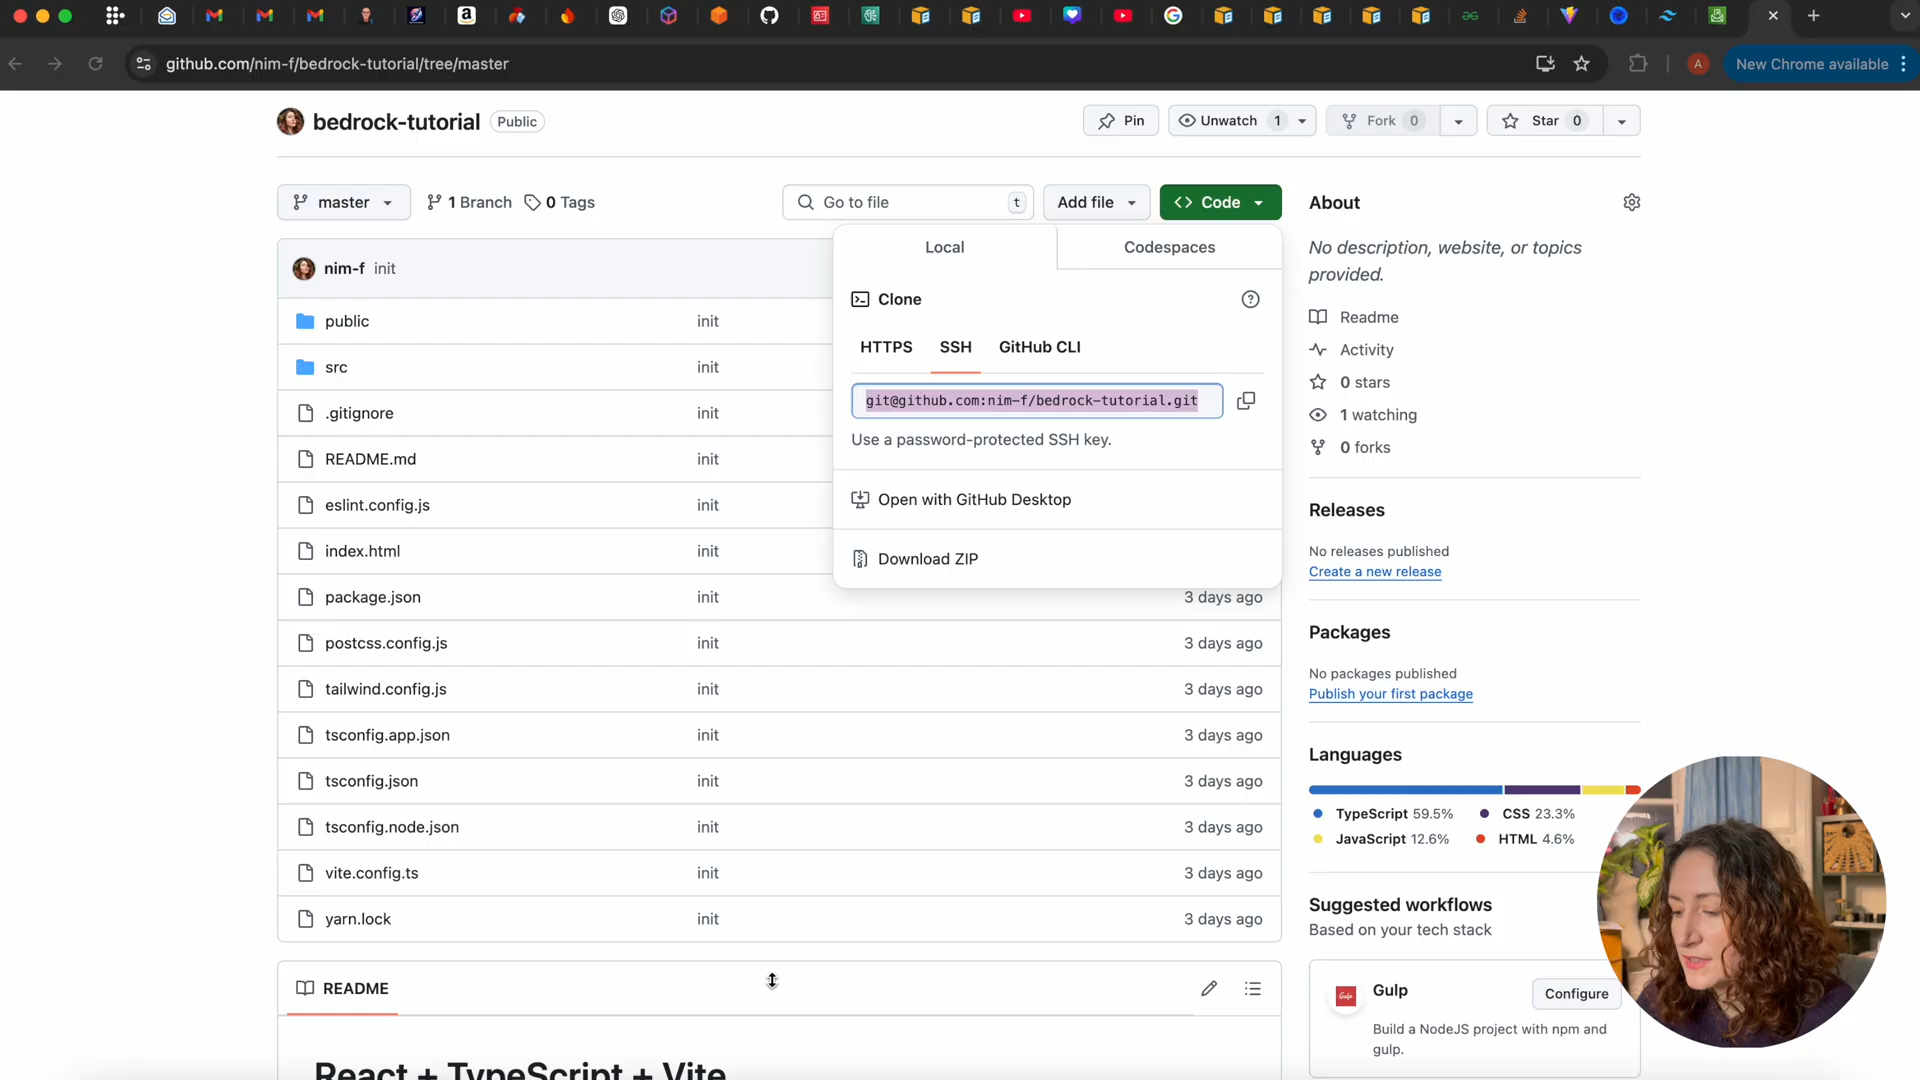 github.com/nim-f/bedrock-tutorial/tree/master
A
New Chrome available
bedrock-tutorial
Public
Pin
Unwatch 1
Fork 0
Star 0
master
1 Branch
0 Tags
Go to file
t
Add file
Code
nim-f init
public init
src init
.gitignore init
README.md init
eslint.config.js init
index.html init
package.json init 3 days ago
postcss.config.js init 3 days ago
tailwind.config.js init 3 days ago
tsconfig.app.json init 3 days ago
tsconfig.json init 3 days ago
tsconfig.node.json init 3 days ago
vite.config.ts init 3 days ago
yarn.lock init 3 days ago
Local
Codespaces
Clone
HTTPS SSH GitHub CLI
git@github.com:nim-f/bedrock-tutorial.git
Use a password-protected SSH key.
Open with GitHub Desktop
Download ZIP
README
React + TypeScript + Vite
About
No description, website, or topics
provided.
Readme
Activity
0 stars
1 watching
0 forks
Releases
No releases published
Create a new release
Packages
No packages published
Publish your first package
Languages
TypeScript 59.5%
CSS 23.3%
JavaScript 12.6%
HTML 4.6%
Suggested workflows
Based on your tech stack
Gulp
Gulp
Configure
Build a NodeJS project with npm and
gulp.